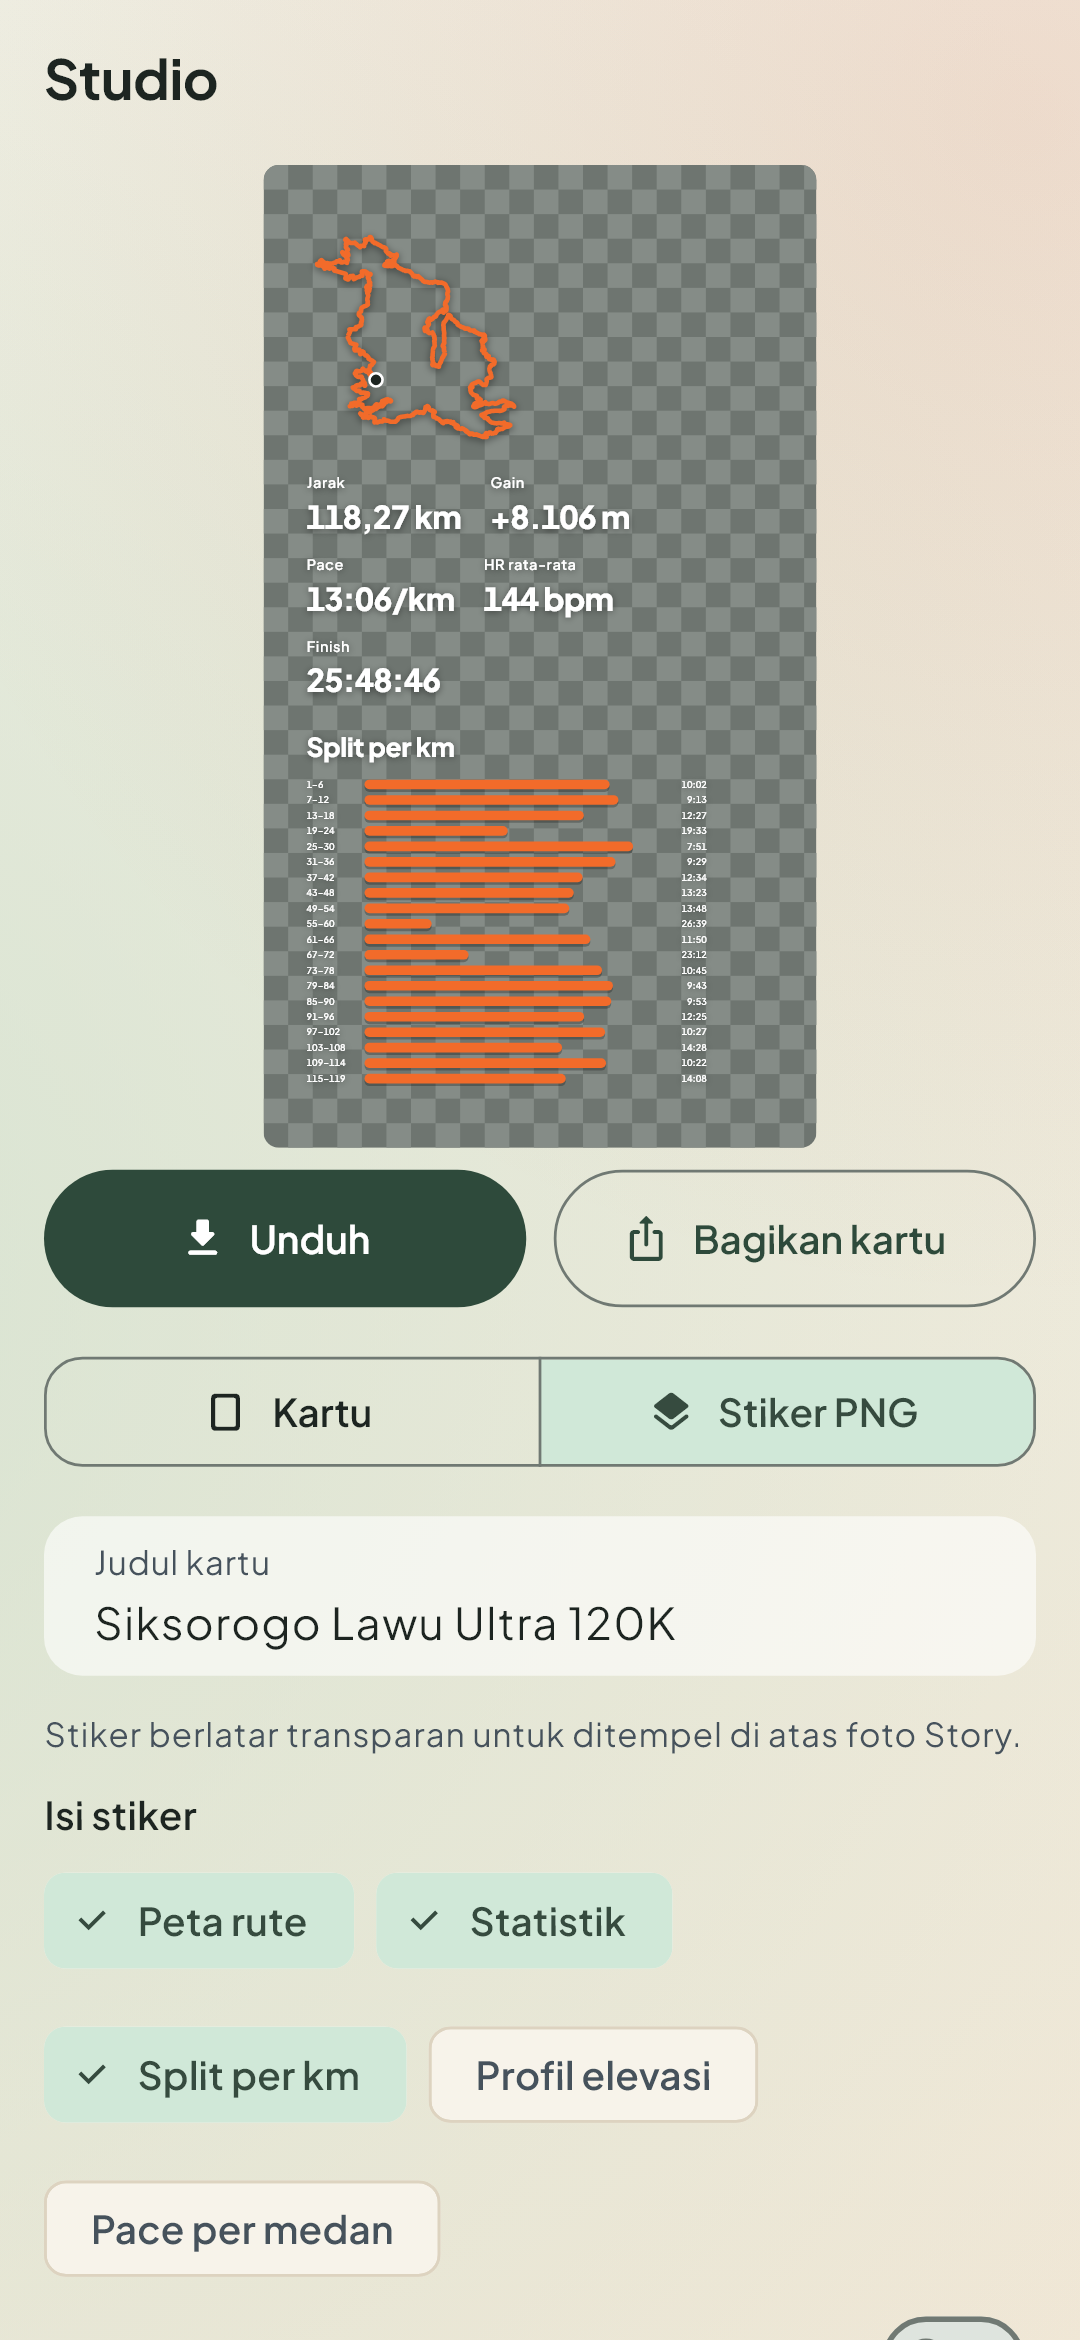 Studio
Jarak Gain
118,27 km +8.106 m
Pace HR rata-rata
13:06/km 144 bpm
Finish
25:48:46
Split per km
1–6 10:02
7–12 9:13
13–18 12:27
19–24 19:33
25–30 7:51
31–36 9:29
37–42 12:34
43–48 13:23
49–54 13:48
55–60 26:39
61–66 11:50
67–72 23:12
73–78 10:45
79–84 9:43
85–90 9:53
91–96 12:25
97–102 10:27
103–108 14:28
109–114 10:22
115–119 14:08
Unduh Bagikan kartu
Kartu Stiker PNG
Judul kartu
Siksorogo Lawu Ultra 120K
Stiker berlatar transparan untuk ditempel di atas foto Story.
Isi stiker
Peta rute Statistik
Split per km Profil elevasi
Pace per medan